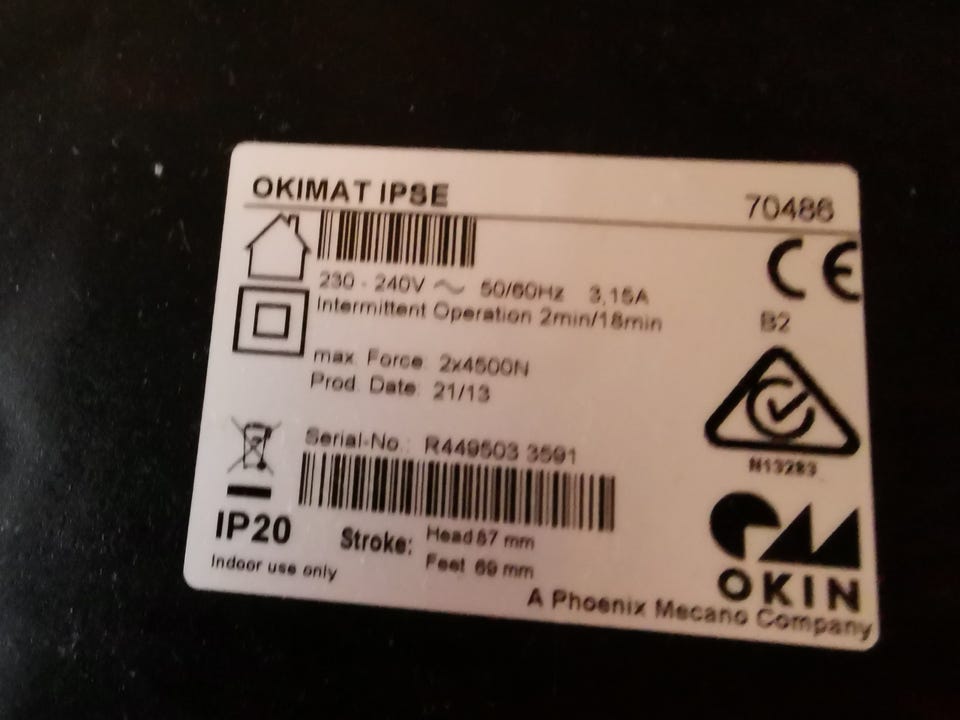 OKIMAT IPSE 70486
230 - 240V ~ 50/60Hz 3,15A
Intermittent Operation 2min/18min
B2
max. Force: 2x4500N
Prod. Date: 21/13
N13283
Serial-No.: R449503 3591
IP20
Stroke: Head 87 mm
Feet 69 mm
Indoor use only
OKIN
A Phoenix Mecano Company